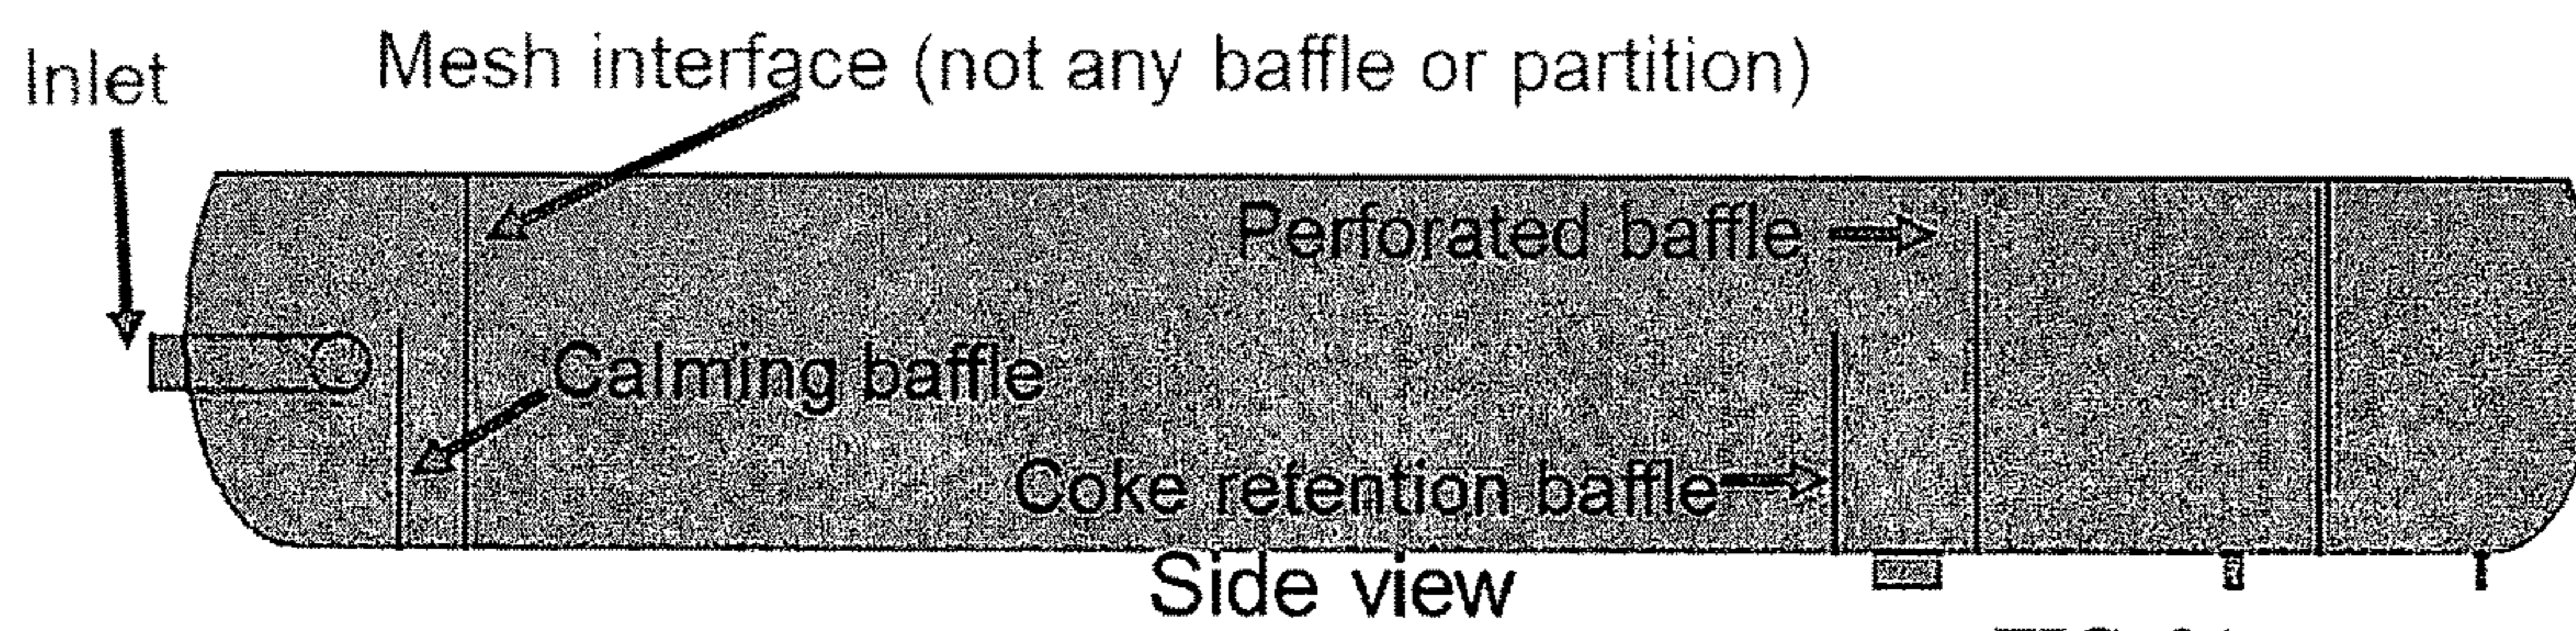 Inlet
Mesh interface (not any baffle or partition)
Perforated baffle
Calming baffle
Coke retention baffle
Side view